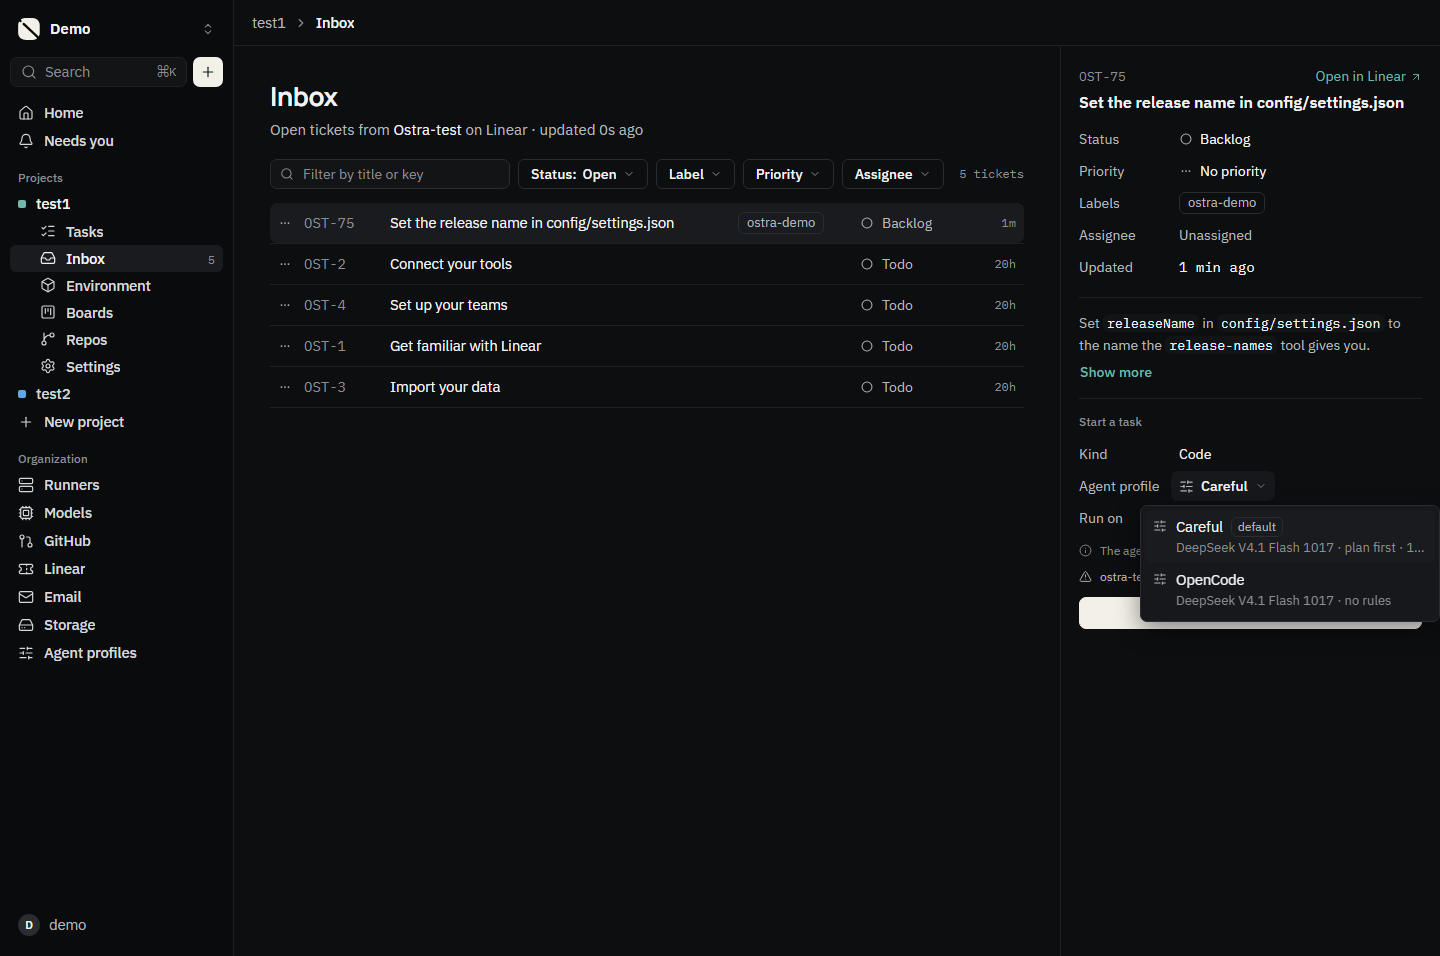 Demo
Search ⌘K
Home
Needs you
Projects
test1
Tasks
Inbox 5
Environment
Boards
Repos
Settings
test2
New project
Organization
Runners
Models
GitHub
Linear
Email
Storage
Agent profiles
D demo
test1 > Inbox
Inbox
Open tickets from Ostra-test on Linear · updated 0s ago
Filter by title or key
Status: Open
Label
Priority
Assignee
5 tickets
OST-75 Set the release name in config/settings.json ostra-demo Backlog 1m
OST-2 Connect your tools Todo 20h
OST-4 Set up your teams Todo 20h
OST-1 Get familiar with Linear Todo 20h
OST-3 Import your data Todo 20h
OST-75 Open in Linear ↗
Set the release name in config/settings.json
Status Backlog
Priority No priority
Labels ostra-demo
Assignee Unassigned
Updated 1 min ago
Set releaseName in config/settings.json to
the name the release-names tool gives you.
Show more
Start a task
Kind Code
Agent profile Careful
Run on
The age
ostra-te
Careful default
DeepSeek V4.1 Flash 1017 · plan first · 1...
OpenCode
DeepSeek V4.1 Flash 1017 · no rules